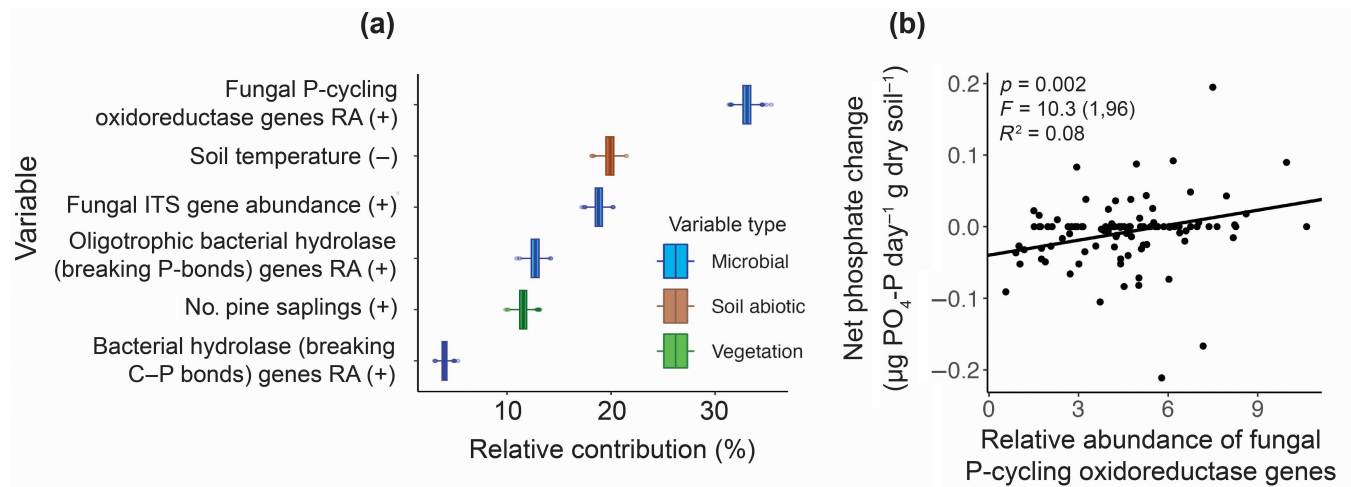 (a)
Variable
Fungal P-cycling
oxidoreductase genes RA (+)
Soil temperature (–)
Fungal ITS gene abundance (+)
Oligotrophic bacterial hydrolase
(breaking P-bonds) genes RA (+)
No. pine saplings (+)
Bacterial hydrolase (breaking
C–P bonds) genes RA (+)
Variable type
Microbial
Soil abiotic
Vegetation
10 20 30
Relative contribution (%)
(b)
Net phosphate change
(µg PO₄-P day⁻¹ g dry soil⁻¹)
p = 0.002
F = 10.3 (1,96)
R² = 0.08
0.2
0.1
0.0
−0.1
−0.2
0 3 6 9
Relative abundance of fungal
P-cycling oxidoreductase genes